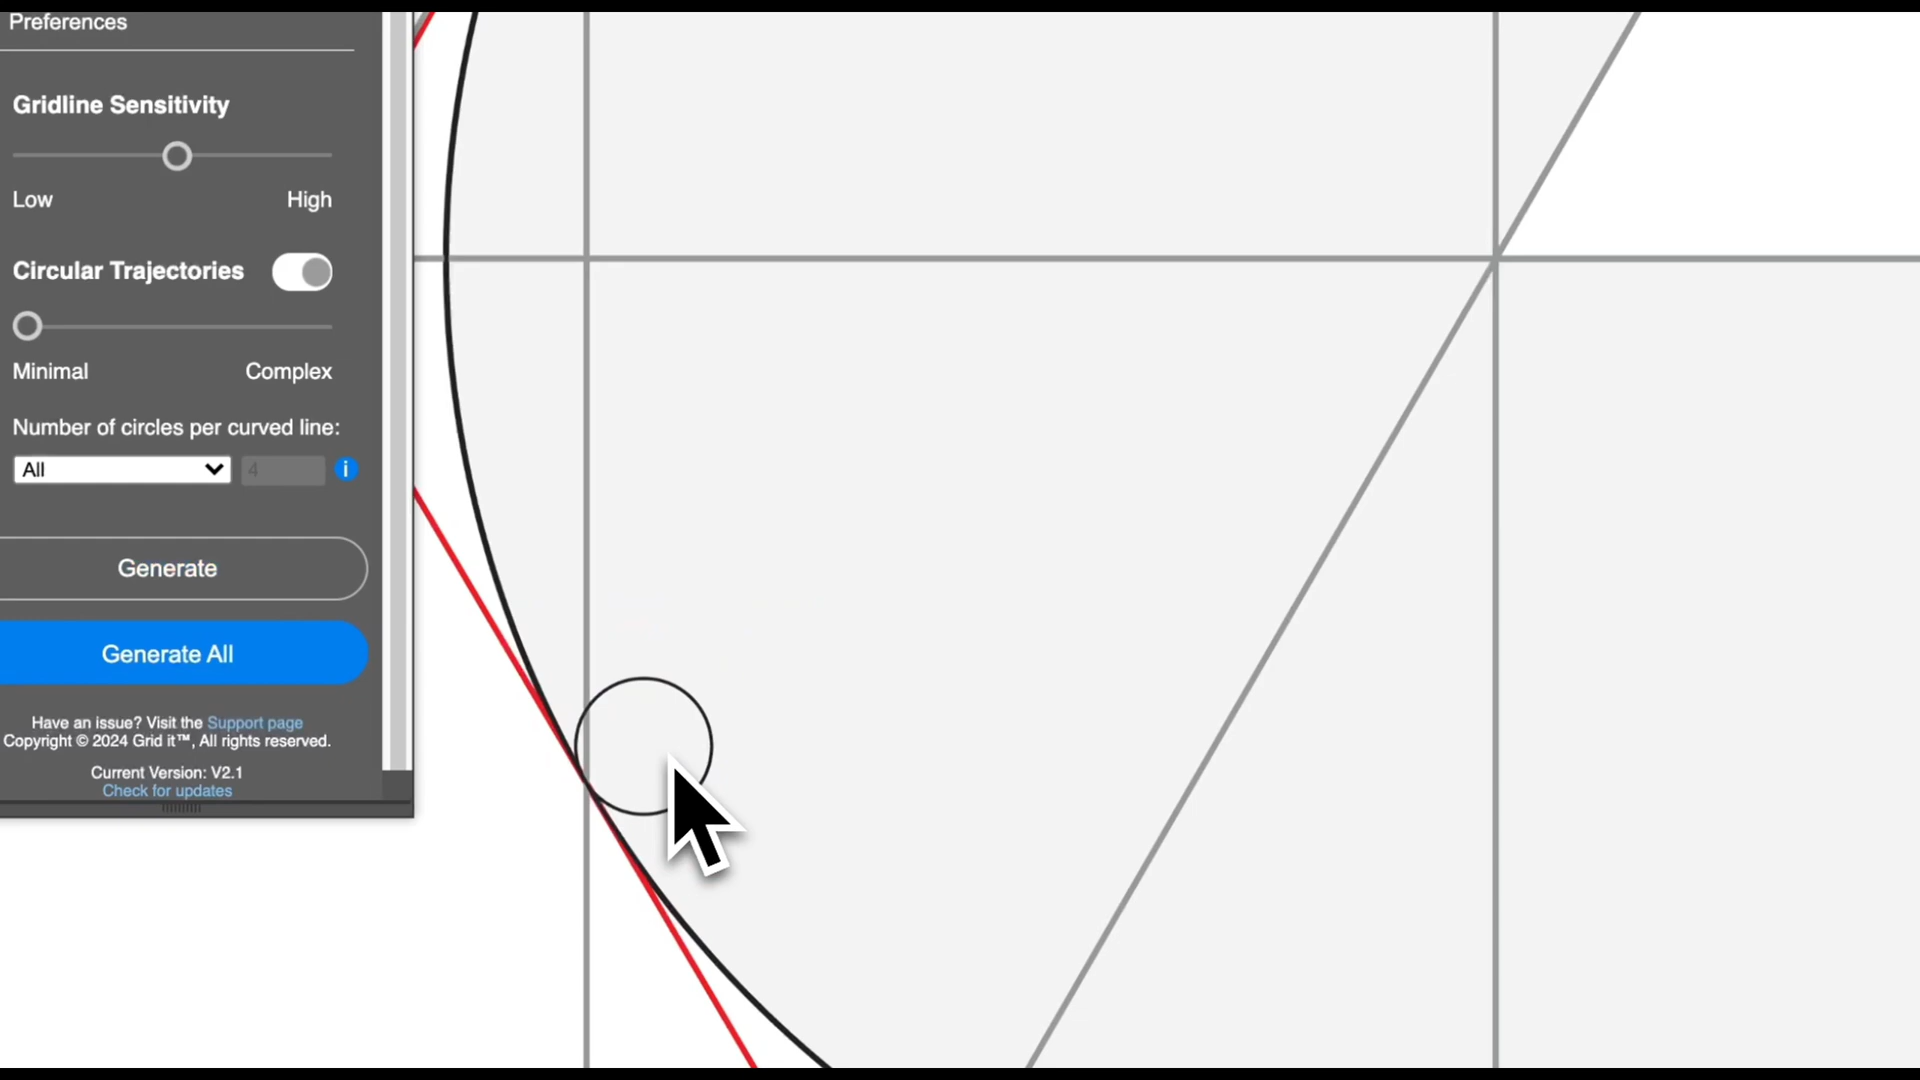 Preferences
Gridline Sensitivity
Low High
Circular Trajectories
Minimal Complex
Number of circles per curved line:
All 4
i
Generate
Generate All
Have an issue? Visit the Support page
Copyright © 2024 Grid it™, All rights reserved.
Current Version: V2.1
Check for updates